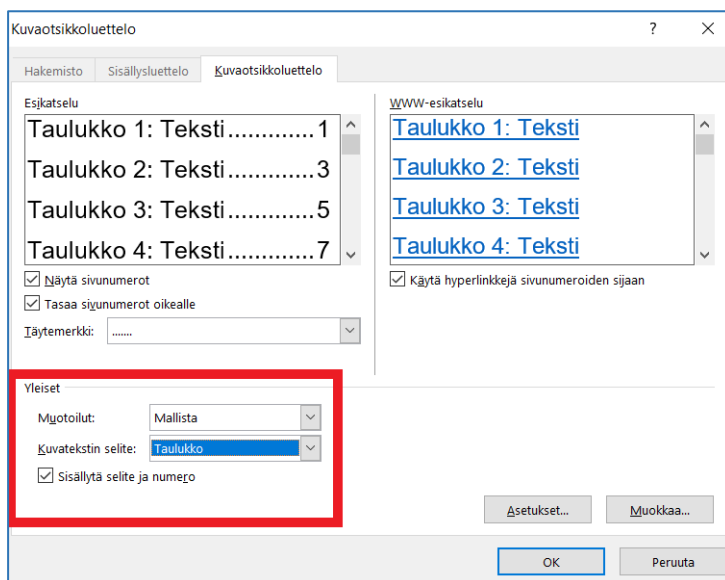 Kuvaotsikkoluettelo ?
Hakemisto Sisällysluettelo Kuvaotsikkoluettelo
Esikatselu
Taulukko 1: Teksti.............1
Taulukko 2: Teksti.............3
Taulukko 3: Teksti.............5
Taulukko 4: Teksti.............7
Näytä sivunumerot
Tasaa sivunumerot oikealle
Täytemerkki: .......
WWW-esikatselu
Taulukko 1: Teksti
Taulukko 2: Teksti
Taulukko 3: Teksti
Taulukko 4: Teksti
Käytä hyperlinkkejä sivunumeroiden sijaan
Yleiset
Muotoilut: Mallista
Kuvatekstin selite: Taulukko
Sisällytä selite ja numero
Asetukset... Muokkaa...
OK Peruuta